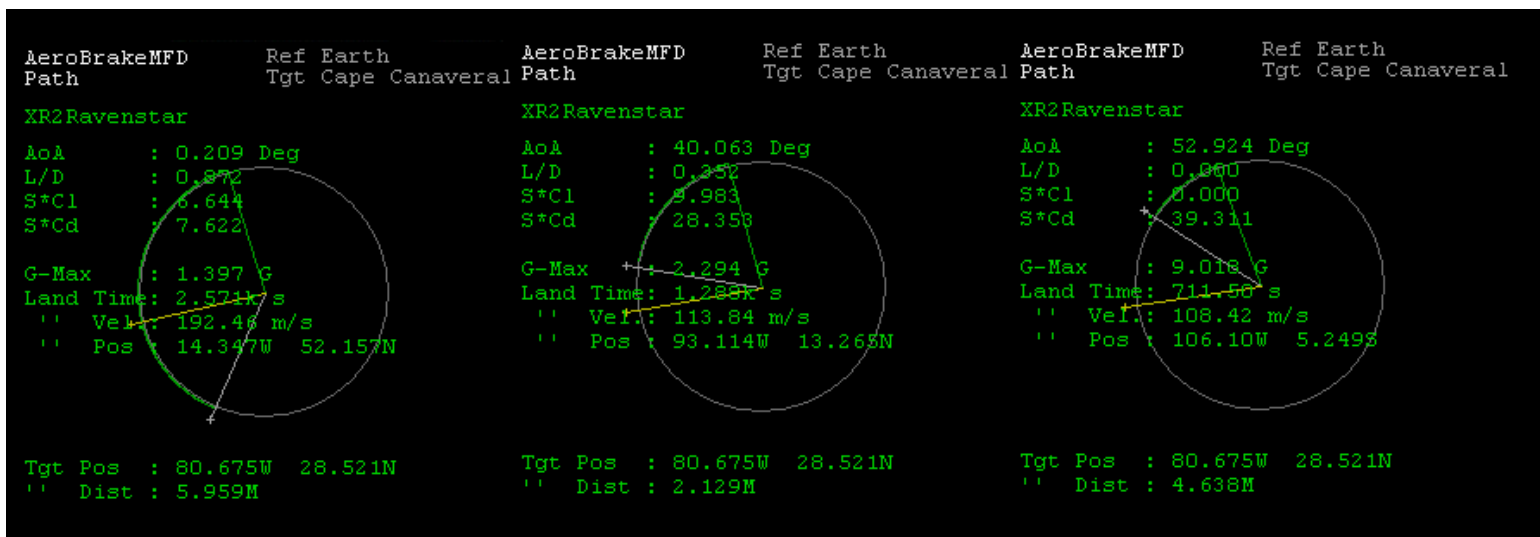 AeroBrakeMFD Ref Earth
Path Tgt Cape Canaveral
XR2Ravenstar
AoA : 0.209 Deg
L/D : 0.872
S*Cl : 6.644
S*Cd : 7.622
G-Max : 1.397 G
Land Time: 2.571k s
'' Vel.: 192.46 m/s
'' Pos : 14.347W 52.157N
Tgt Pos : 80.675W 28.521N
'' Dist : 5.959M
AeroBrakeMFD Ref Earth
Path Tgt Cape Canaveral
XR2Ravenstar
AoA : 40.063 Deg
L/D : 0.352
S*Cl : 9.983
S*Cd : 28.353
G-Max : 2.294 G
Land Time: 1.288k s
'' Vel.: 113.84 m/s
'' Pos : 93.114W 13.265N
Tgt Pos : 80.675W 28.521N
'' Dist : 2.129M
AeroBrakeMFD Ref Earth
Path Tgt Cape Canaveral
XR2Ravenstar
AoA : 52.924 Deg
L/D : 0.000
S*Cl : 0.000
S*Cd : 39.311
G-Max : 9.018 G
Land Time: 711.50 s
'' Vel.: 108.42 m/s
'' Pos : 106.10W 5.249S
Tgt Pos : 80.675W 28.521N
'' Dist : 4.638M